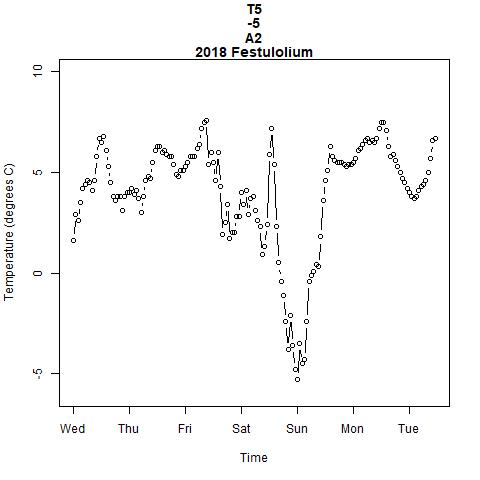 T5
-5
A2
2018 Festulolium
10
5
0
-5
Temperature (degrees C)
Wed Thu Fri Sat Sun Mon Tue
Time